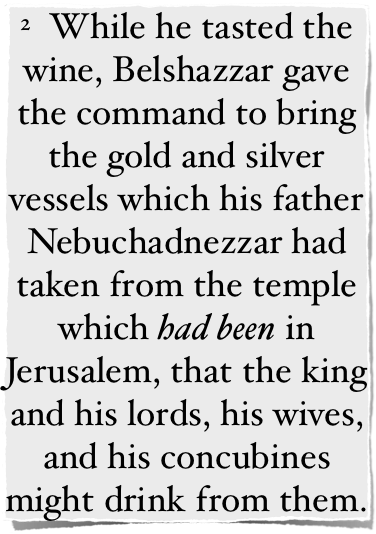 2 While he tasted the
wine, Belshazzar gave
the command to bring
the gold and silver
vessels which his father
Nebuchadnezzar had
taken from the temple
which had been in
Jerusalem, that the king
and his lords, his wives,
and his concubines
might drink from them.